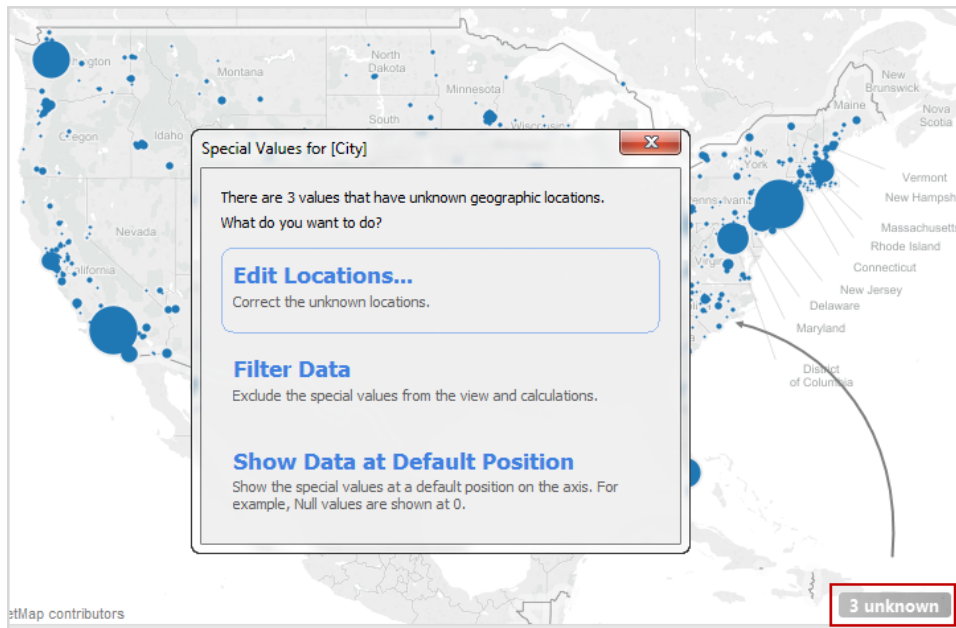 North
Dakota
Montana
Minnesota
New
Brunswick
Maine
Nova
Scotia
South
Idaho
Special Values for [City]
There are 3 values that have unknown geographic locations.
What do you want to do?
York
Vermont
New Hampsh
Nevada
Massachusetts
Rhode Island
Edit Locations...
Correct the unknown locations.
Connecticut
New Jersey
Delaware
Maryland
Filter Data
Exclude the special values from the view and calculations.
District
of Columbia
Show Data at Default Position
Show the special values at a default position on the axis. For
example, Null values are shown at 0.
etMap contributors
3 unknown